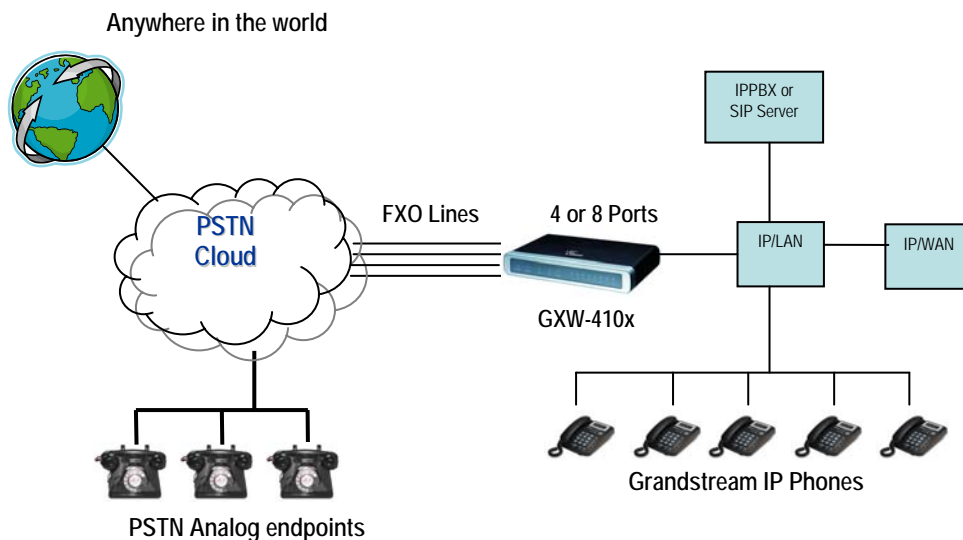 Anywhere in the world
IPPBX or
SIP Server
PSTN
Cloud
FXO Lines
4 or 8 Ports
IP/LAN
IP/WAN
GXW-410x
Grandstream IP Phones
PSTN Analog endpoints